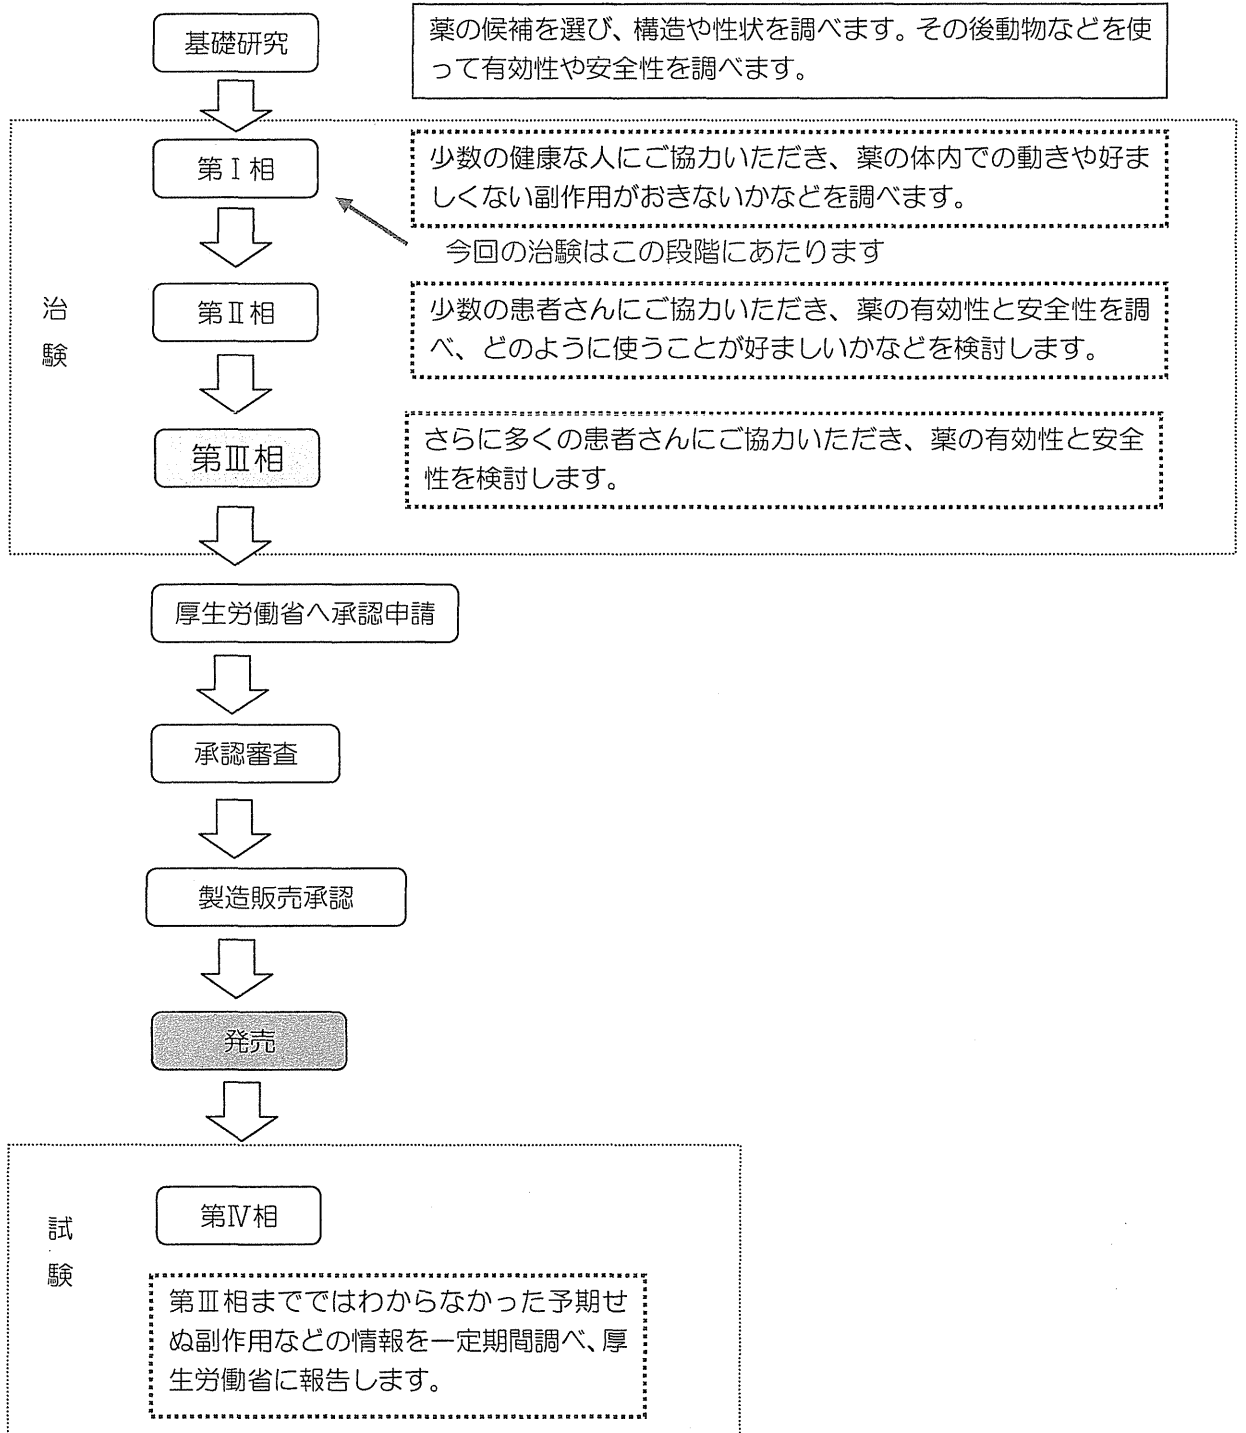 基礎研究
薬の候補を選び、構造や性状を調べます。その後動物などを使
って有効性や安全性を調べます。
治
験
第Ⅰ相
少数の健康な人にご協力いただき、薬の体内での動きや好ま
しくない副作用がおきないかなどを調べます。
今回の治験はこの段階にあたります
第Ⅱ相
少数の患者さんにご協力いただき、薬の有効性と安全性を調
べ、どのように使うことが好ましいかなどを検討します。
第Ⅲ相
さらに多くの患者さんにご協力いただき、薬の有効性と安全
性を検討します。
厚生労働省へ承認申請
承認審査
製造販売承認
発売
試
験
第Ⅳ相
第Ⅲ相までではわからなかった予期せ
ぬ副作用などの情報を一定期間調べ、厚
生労働省に報告します。